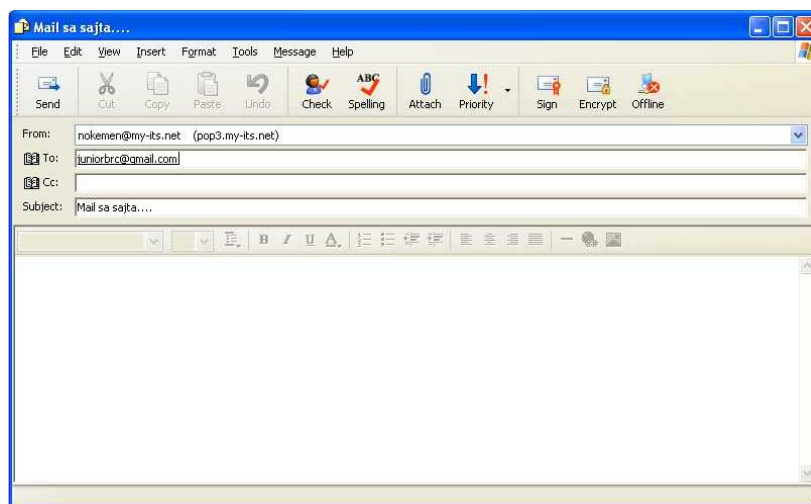 Mail sa sajta....
File Edit View Insert Format Tools Message Help
ABC
Send Cut Copy Paste Undo Check Spelling Attach Priority Sign Encrypt Offline
From: nokemen@my-its.net (pop3.my-its.net)
To: juniorbrc@gmail.com
Cc:
Subject: Mail sa sajta....
B I U A